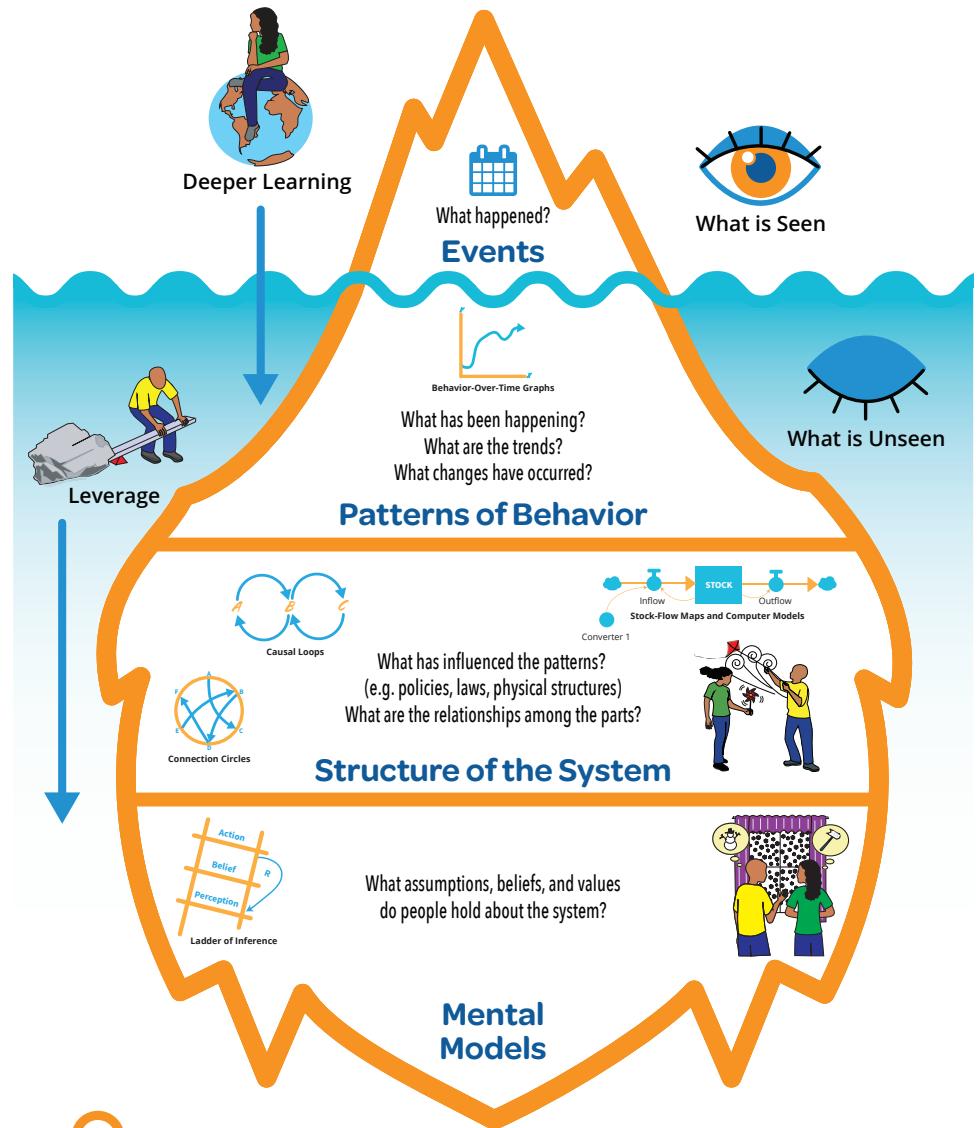 Deeper Learning
What happened?
Events
What is Seen
Behavior-Over-Time Graphs
What has been happening?
What are the trends?
What changes have occurred?
Patterns of Behavior
What is Unseen
Leverage
A B C
Causal Loops
STOCK
Inflow Outflow
Stock-Flow Maps and Computer Models
Converter 1
What has influenced the patterns?
(e.g. policies, laws, physical structures)
What are the relationships among the parts?
A
F B
E C
D
Connection Circles
Structure of the System
Action
Belief
R
Perception
Ladder of Inference
What assumptions, beliefs, and values
do people hold about the system?
Mental
Models